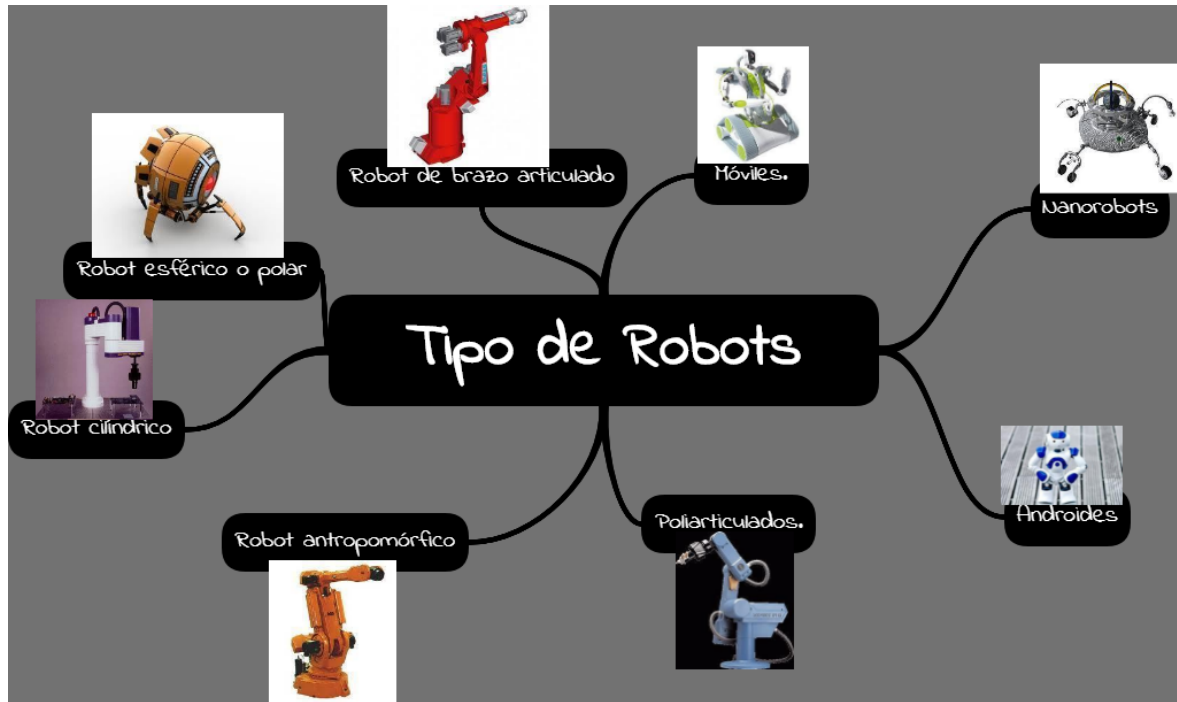 Robot de brazo articulado
Móviles.
Nanorobots
Robot esférico o polar
Tipo de Robots
Robot cilíndrico
Androides
Poliarticulados.
Robot antropomórfico